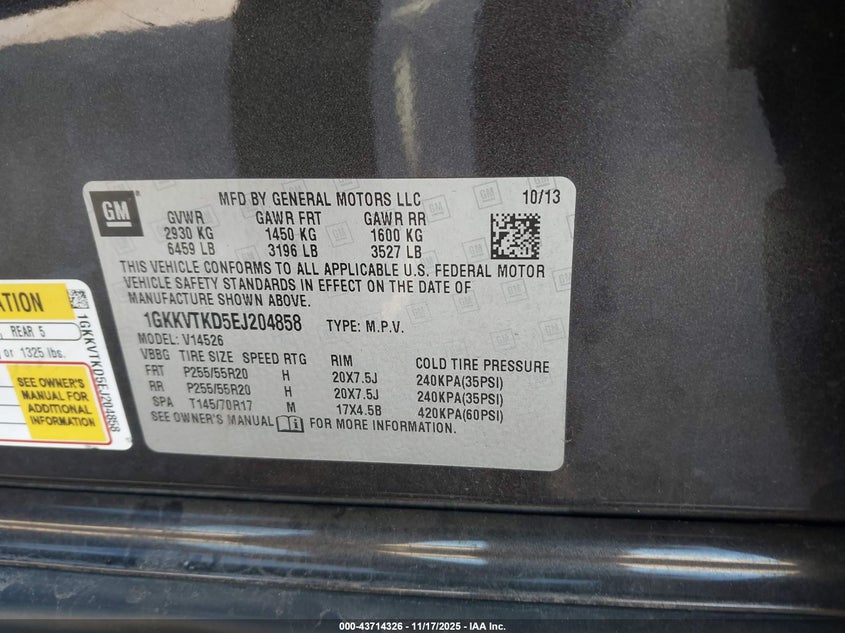 GM
MFD BY GENERAL MOTORS LLC 10/13
GVWR GAWR FRT GAWR RR
2930 KG 1450 KG 1600 KG
6459 LB 3196 LB 3527 LB
THIS VEHICLE CONFORMS TO ALL APPLICABLE U.S. FEDERAL MOTOR
VEHICLE SAFETY STANDARDS IN EFFECT ON THE DATE OF
MANUFACTURE SHOWN ABOVE.
1GKKVTKD5EJ204858 TYPE: M.P.V.
MODEL: V14526
VBBG TIRE SIZE SPEED RTG RIM COLD TIRE PRESSURE
FRT P255/55R20 H 20X7.5J 240KPA(35PSI)
RR P255/55R20 H 20X7.5J 240KPA(35PSI)
SPA T145/70R17 M 17X4.5B 420KPA(60PSI)
SEE OWNER'S MANUAL FOR MORE INFORMATION.
ATION
REAR 5
or 1325 lbs.
SEE OWNER'S
MANUAL FOR
ADDITIONAL
INFORMATION
1GKKVTKD5EJ204858
000-43714326 - 11/17/2025 - IAA Inc.